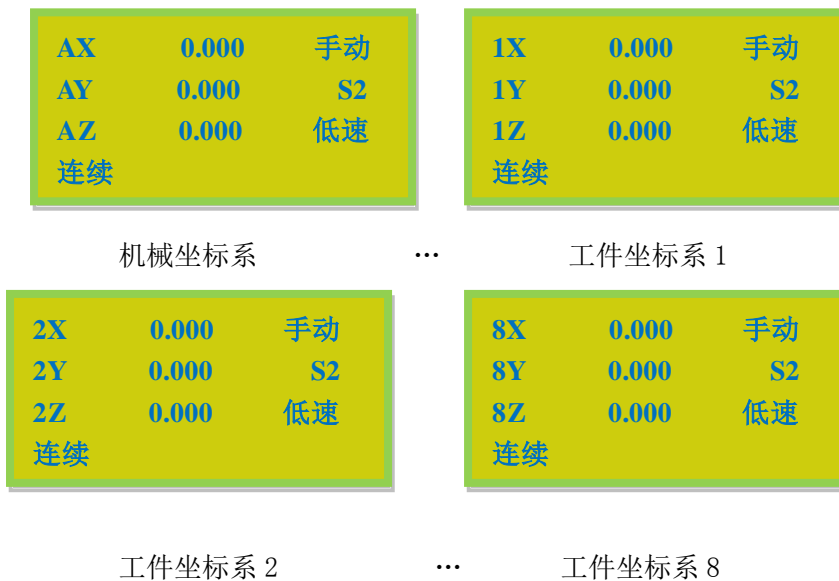 AX 0.000 手动
AY 0.000 S2
AZ 0.000 低速
连续
1X 0.000 手动
1Y 0.000 S2
1Z 0.000 低速
连续
机械坐标系 … 工件坐标系 1
2X 0.000 手动
2Y 0.000 S2
2Z 0.000 低速
连续
8X 0.000 手动
8Y 0.000 S2
8Z 0.000 低速
连续
工件坐标系 2 … 工件坐标系 8